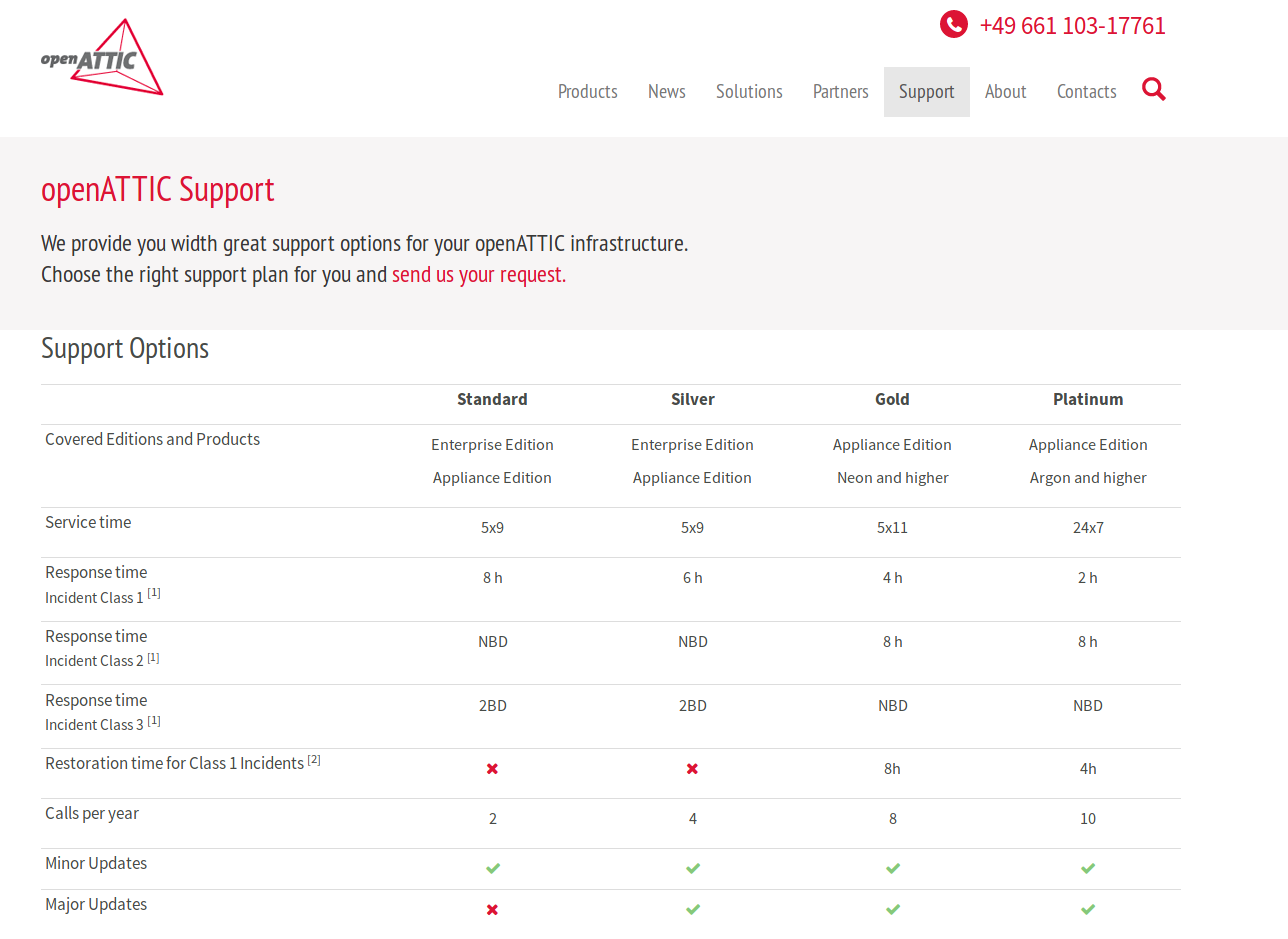 openATTIC
+49 661 103-17761
Products News Solutions Partners Support About Contacts
openATTIC Support
We provide you width great support options for your openATTIC infrastructure.
Choose the right support plan for you and send us your request.
Support Options
Standard Silver Gold Platinum
Covered Editions and Products
Enterprise Edition Enterprise Edition Appliance Edition Appliance Edition
Appliance Edition Appliance Edition Neon and higher Argon and higher
Service time 5x9 5x9 5x11 24x7
Response time 8 h 6 h 4 h 2 h
Incident Class 1 [1]
Response time NBD NBD 8 h 8 h
Incident Class 2 [1]
Response time 2BD 2BD NBD NBD
Incident Class 3 [1]
Restoration time for Class 1 Incidents [2] ✖ ✖ 8h 4h
Calls per year 2 4 8 10
Minor Updates ✔ ✔ ✔ ✔
Major Updates ✖ ✔ ✔ ✔